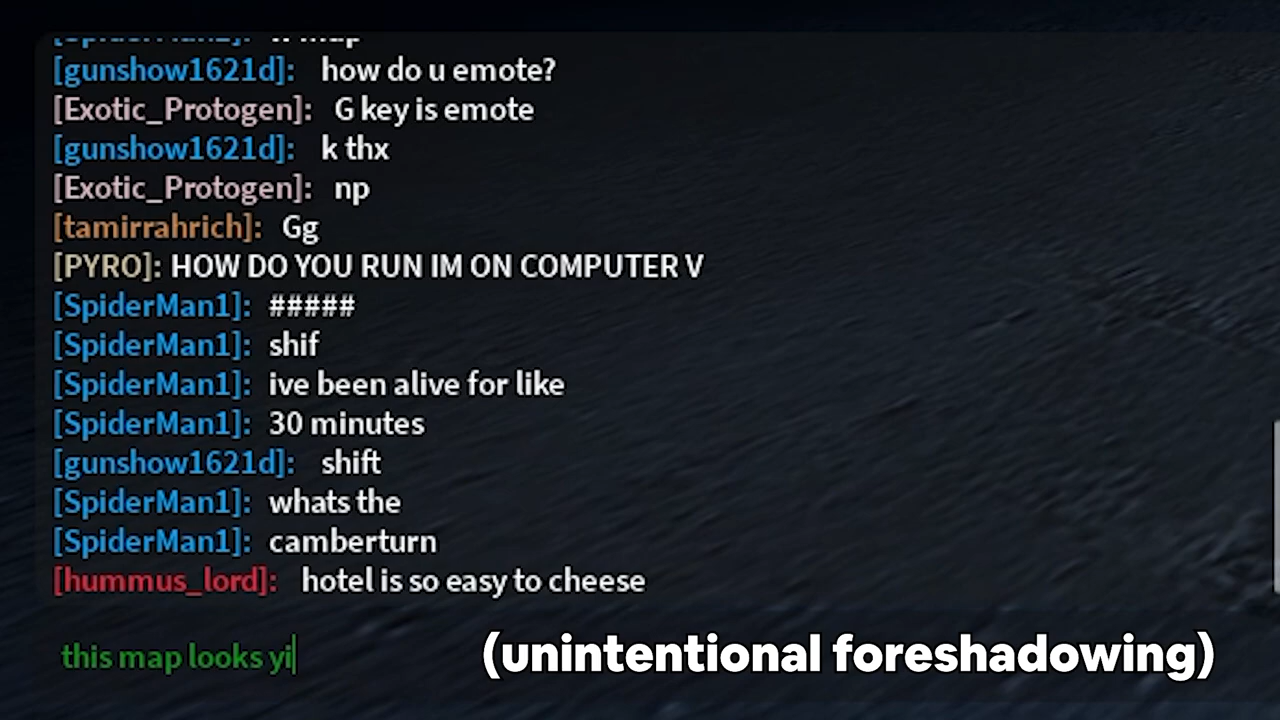 [gunshow1621d]: how do u emote?
[Exotic_Protogen]: G key is emote
[gunshow1621d]: k thx
[Exotic_Protogen]: np
[tamirrahrich]: Gg
[PYRO]: HOW DO YOU RUN IM ON COMPUTER V
[SpiderMan1]: #####
[SpiderMan1]: shif
[SpiderMan1]: ive been alive for like
[SpiderMan1]: 30 minutes
[gunshow1621d]: shift
[SpiderMan1]: whats the
[SpiderMan1]: camberturn
[hummus_lord]: hotel is so easy to cheese
this map looks yi
(unintentional foreshadowing)